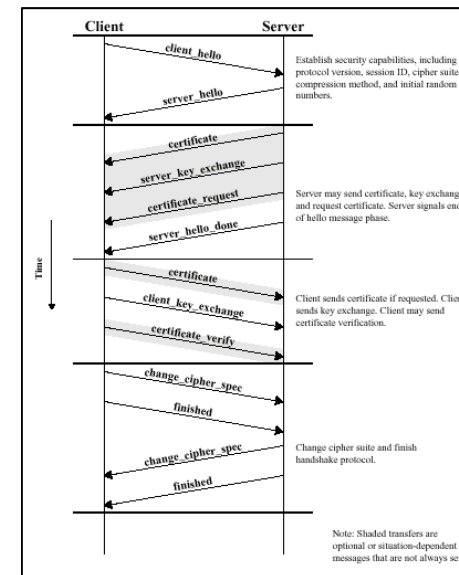 Client
Server
client_hello
Establish security capabilities, including
protocol version, session ID, cipher suite
compression method, and initial random
numbers.
server_hello
certificate
server_key_exchange
certificate_request
Server may send certificate, key exchang
and request certificate. Server signals end
of hello message phase.
server_hello_done
Time
certificate
client_key_exchange
Client sends certificate if requested. Clien
sends key exchange. Client may send
certificate verification.
certificate_verify
change_cipher_spec
finished
change_cipher_spec
Change cipher suite and finish
handshake protocol.
finished
Note: Shaded transfers are
optional or situation-dependent
messages that are not always se